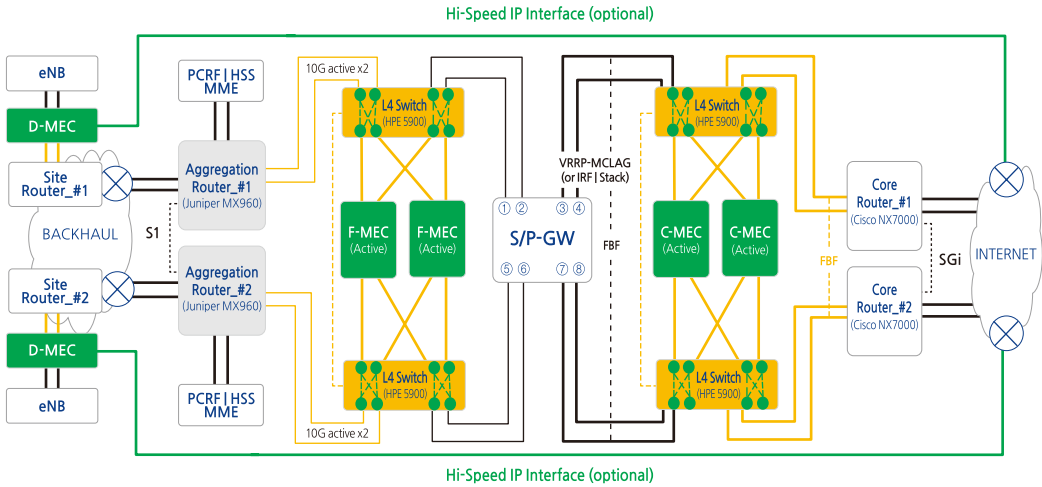 Hi-Speed IP Interface (optional)
eNB
D-MEC
Site
Router_#1
BACKHAUL
Site
Router_#2
D-MEC
eNB
PCRF | HSS
MME
Aggregation
Router_#1
(Juniper MX960)
S1
Aggregation
Router_#2
(Juniper MX960)
PCRF | HSS
MME
10G active x2
L4 Switch
(HPE 5900)
F-MEC
(Active)
F-MEC
(Active)
L4 Switch
(HPE 5900)
10G active x2
① ② ③ ④
S/P-GW
⑤ ⑥ ⑦ ⑧
VRRP-MCLAG
(or IRF | Stack)
FBF
L4 Switch
(HPE 5900)
C-MEC
(Active)
C-MEC
(Active)
L4 Switch
(HPE 5900)
FBF
Core
Router_#1
(Cisco NX7000)
SGi
Core
Router_#2
(Cisco NX7000)
INTERNET
Hi-Speed IP Interface (optional)